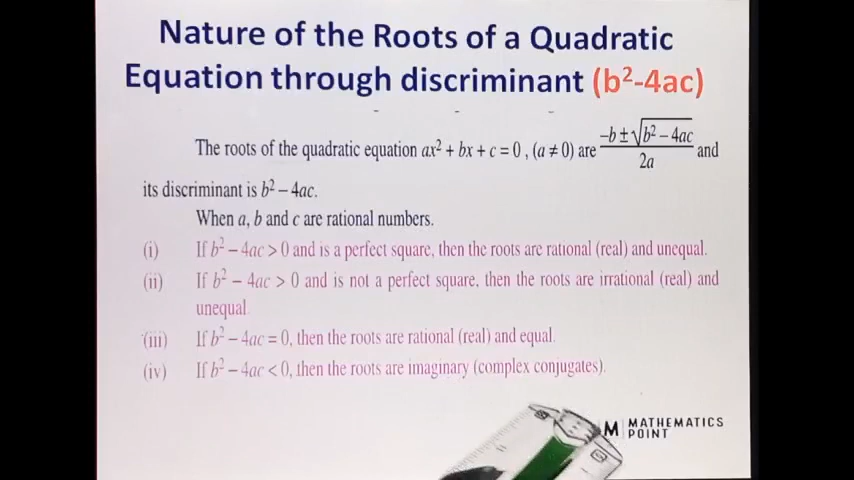 Nature of the Roots of a Quadratic
Equation through discriminant (b²-4ac)
The roots of the quadratic equation ax² + bx + c = 0 , (a ≠ 0) are (−b ± √(b² − 4ac))/2a and
its discriminant is b² – 4ac.
When a, b and c are rational numbers.
(i) If b² – 4ac > 0 and is a perfect square, then the roots are rational (real) and unequal.
(ii) If b² – 4ac > 0 and is not a perfect square, then the roots are irrational (real) and
unequal.
(iii) If b² – 4ac = 0, then the roots are rational (real) and equal.
(iv) If b² – 4ac < 0, then the roots are imaginary (complex conjugates).
M MATHEMATICS
POINT